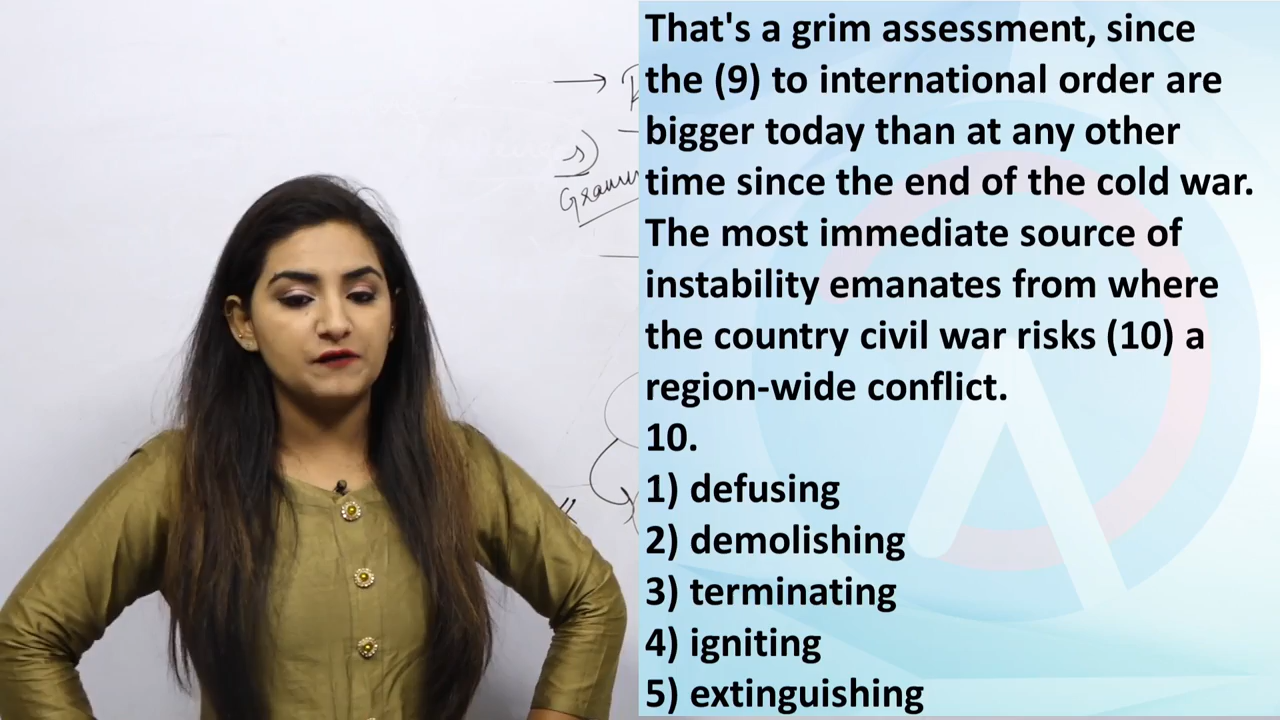 That's a grim assessment, since
the (9) to international order are
bigger today than at any other
time since the end of the cold war.
The most immediate source of
instability emanates from where
the country civil war risks (10) a
region-wide conflict.
10.
1) defusing
2) demolishing
3) terminating
4) igniting
5) extinguishing